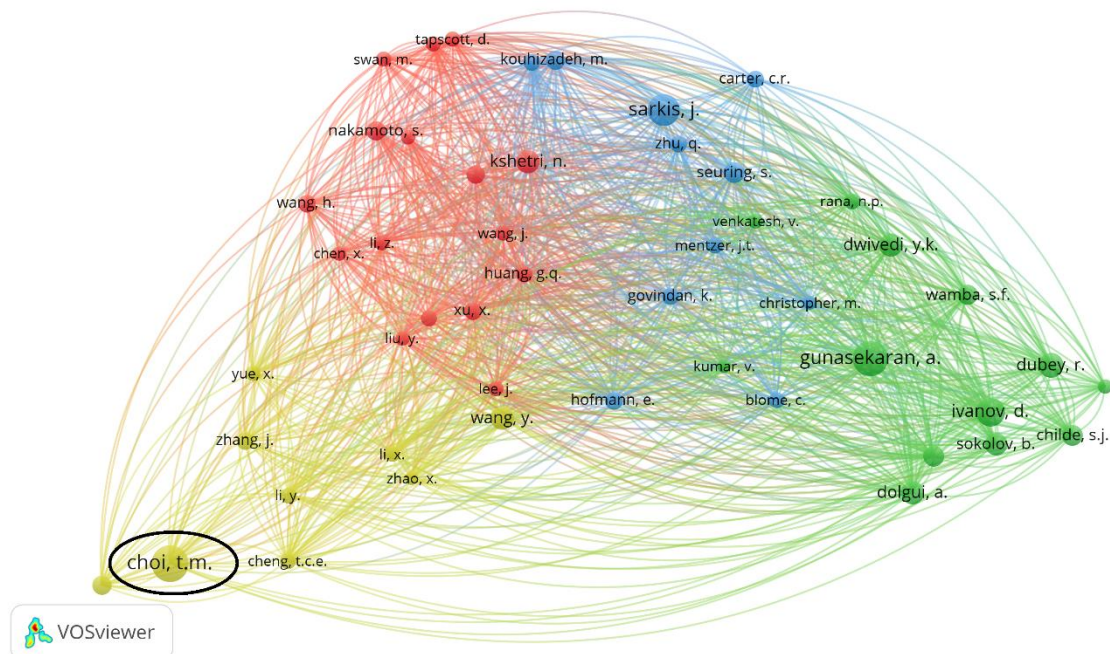 tapscott, d.
swan, m.
kouhizadeh, m.
carter, c.r.
sarkis, j.
nakamoto, s.
zhu, q.
kshetri, n.
seuring, s.
wang, h.
rana, n.p.
venkatesh, v.
wang, j.
li, z.
mentzer, j.t.
dwivedi, y.k.
chen, x.
huang, g.q.
govindan, k.
christopher, m.
wamba, s.f.
xu, x.
liu, y.
gunasekaran, a.
yue, x.
kumar, v.
dubey, r.
lee, j.
hofmann, e.
blome, c.
wang, y.
ivanov, d.
zhang, j.
sokolov, b.
childe, s.j.
li, x.
zhao, x.
li, y.
dolgui, a.
choi, t.m.
cheng, t.c.e.
VOSviewer